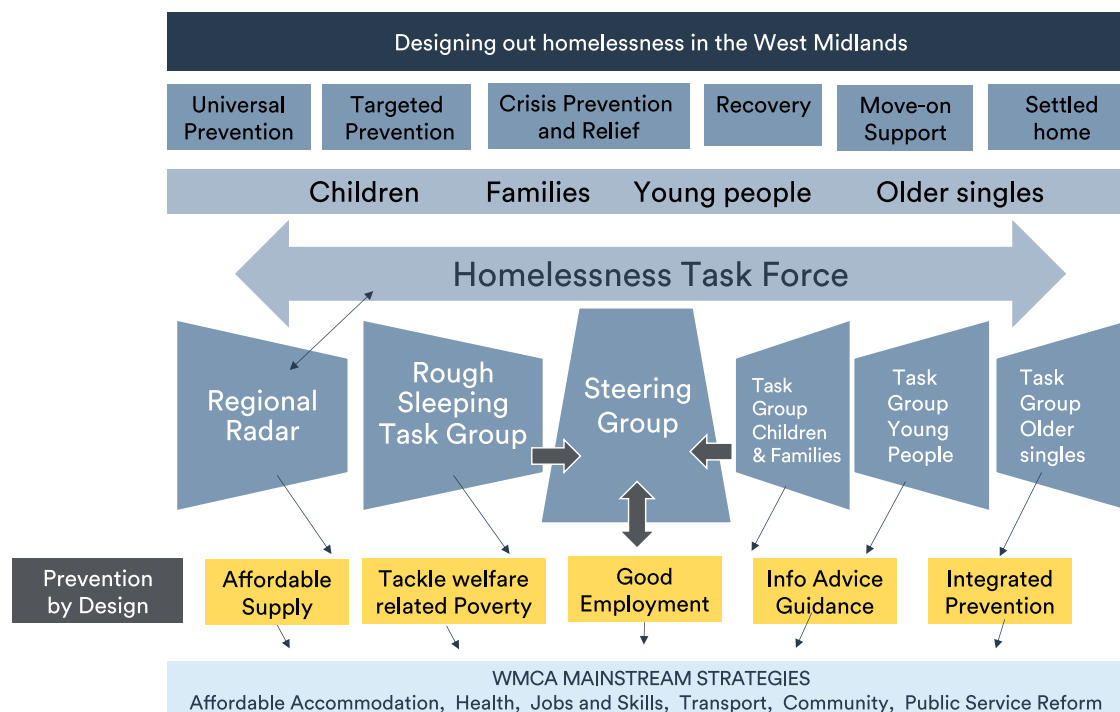 Designing out homelessness in the West Midlands
Universal
Prevention
Targeted
Prevention
Crisis Prevention
and Relief
Recovery
Move-on
Support
Settled
home
Children Families Young people Older singles
Homelessness Task Force
Regional
Radar
Rough
Sleeping
Task Group
Steering
Group
Task
Group
Children
& Families
Task
Group
Young
People
Task
Group
Older
singles
Prevention
by Design
Affordable
Supply
Tackle welfare
related Poverty
Good
Employment
Info Advice
Guidance
Integrated
Prevention
WMCA MAINSTREAM STRATEGIES
Affordable Accommodation, Health, Jobs and Skills, Transport, Community, Public Service Reform